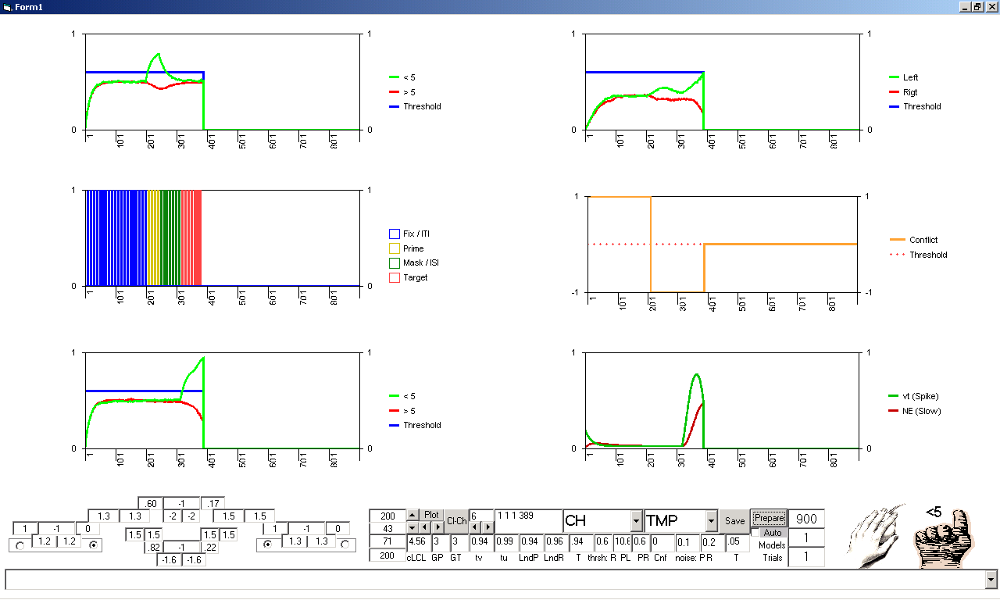 Form1
1 1
< 5
> 5
Threshold
0 0
1 101 201 301 401 501 601 701 801
1 1
Left
Rigt
Threshold
0 0
1 101 201 301 401 501 601 701 801
1
Fix / ITI
Prime
Mask / ISI
Target
0 0
1 101 201 301 401 501 601 701 801
1 1
Conflict
Threshold
-1 -1
1 101 201 301 401 501 601 701 801
1 1
< 5
> 5
Threshold
0 0
1 101 201 301 401 501 601 701 801
1 1
vt (Spike)
NE (Slow)
0 0
1 101 201 301 401 501 601 701 801
.60 -1 .17
1.3 1.3 -2 -2 1.5 1.5
1 -1 0 1.5 1.5 1.5 1.5 1 -1 0
1.2 1.2 .82 -1 .22 1.3 1.3
-1.6 -1.6
200 Plot Cl-Ch 6 1 1 1 389 CH TMP Save Prepare 900
43 Auto
71 4.56 3 3 0.94 0.99 0.94 0.96 .94 0.6 10.6 0.6 0 0.1 0.2 .05 Models 1
200 cLCL GP GT tv tu LndP LndR T thrsh: R PL PR Cnf noise: P R T Trials 1
<5